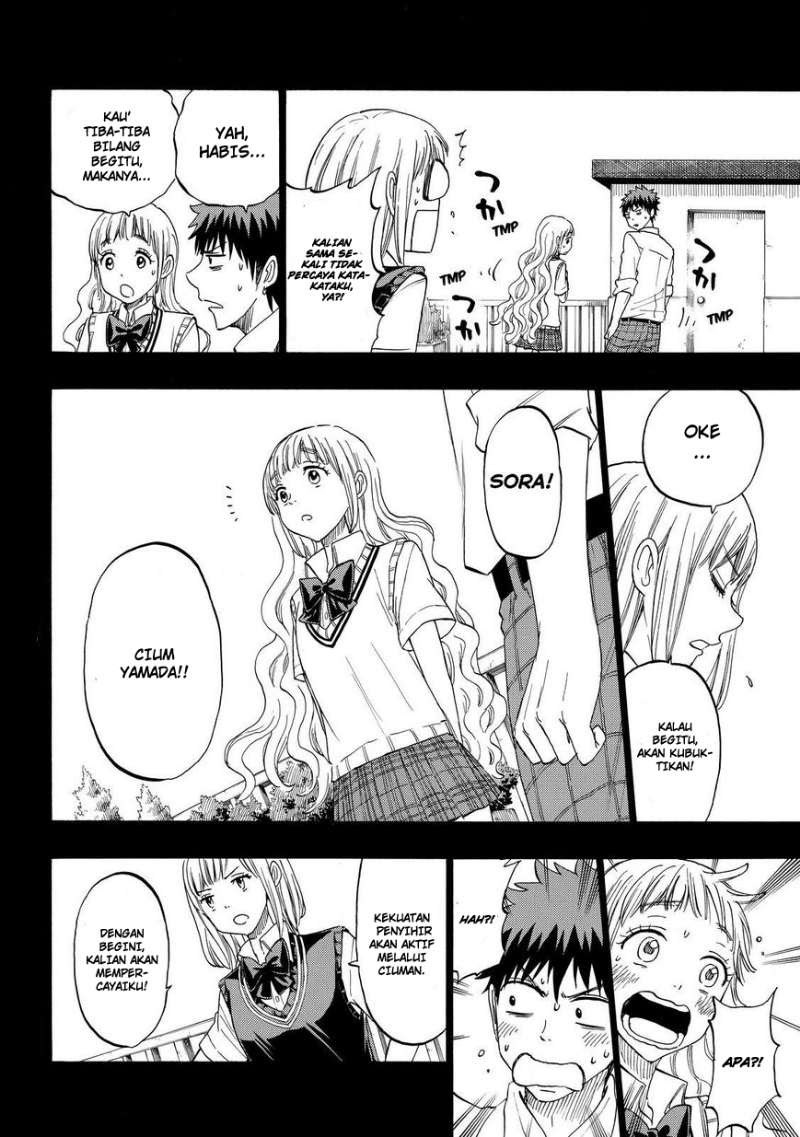 つ
か
TMP
TMP
つ
か
TMP
TMP
KALIAN
SAMA SE-
KALI TIDAK
PERCAYA KATA-
KATAKU,
YA?!
YAH,
HABIS...
KAU'
TIBA-TIBA
BILANG
BEGITU,
MAKANYA...
OKE
...
KALAU
BEGITU,
AKAN KUBUK-
TIKAN!
SORA!
CIUM
YAMADA!!
APA?!
HAH?!
KEKUATAN
PENYIHIR
AKAN AKTIF
MELALUI
CIUMAN.
DENGAN
BEGINI,
KALIAN AKAN
MEMPER-
CAYAIKU!